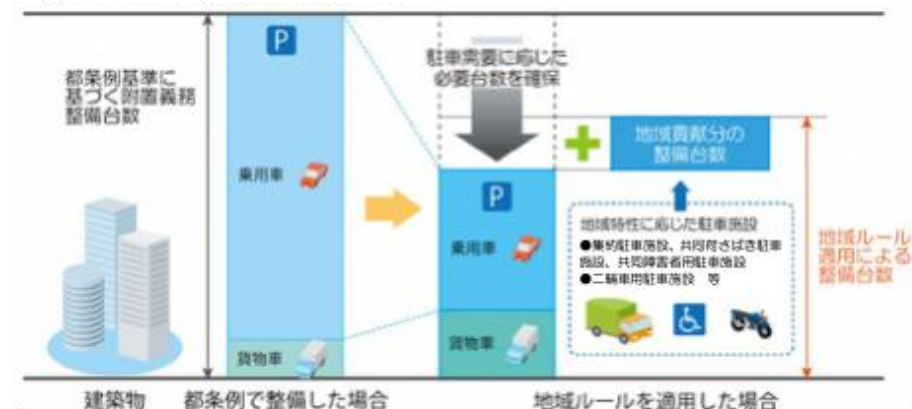 都条例基準に
基づく附置義務
整備台数
P
乗用車
貨物車
駐車需要に応じた
必要台数を確保
P
乗用車
貨物車
地域貢献分の
整備台数
地域特性に応じた駐車施設
●集約駐車施設、共同荷さばき駐車
施設、共同障害者用駐車施設
●二輪車用駐車施設 等
地域ルール
適用による
整備台数
建築物
都条例で整備した場合
地域ルールを適用した場合